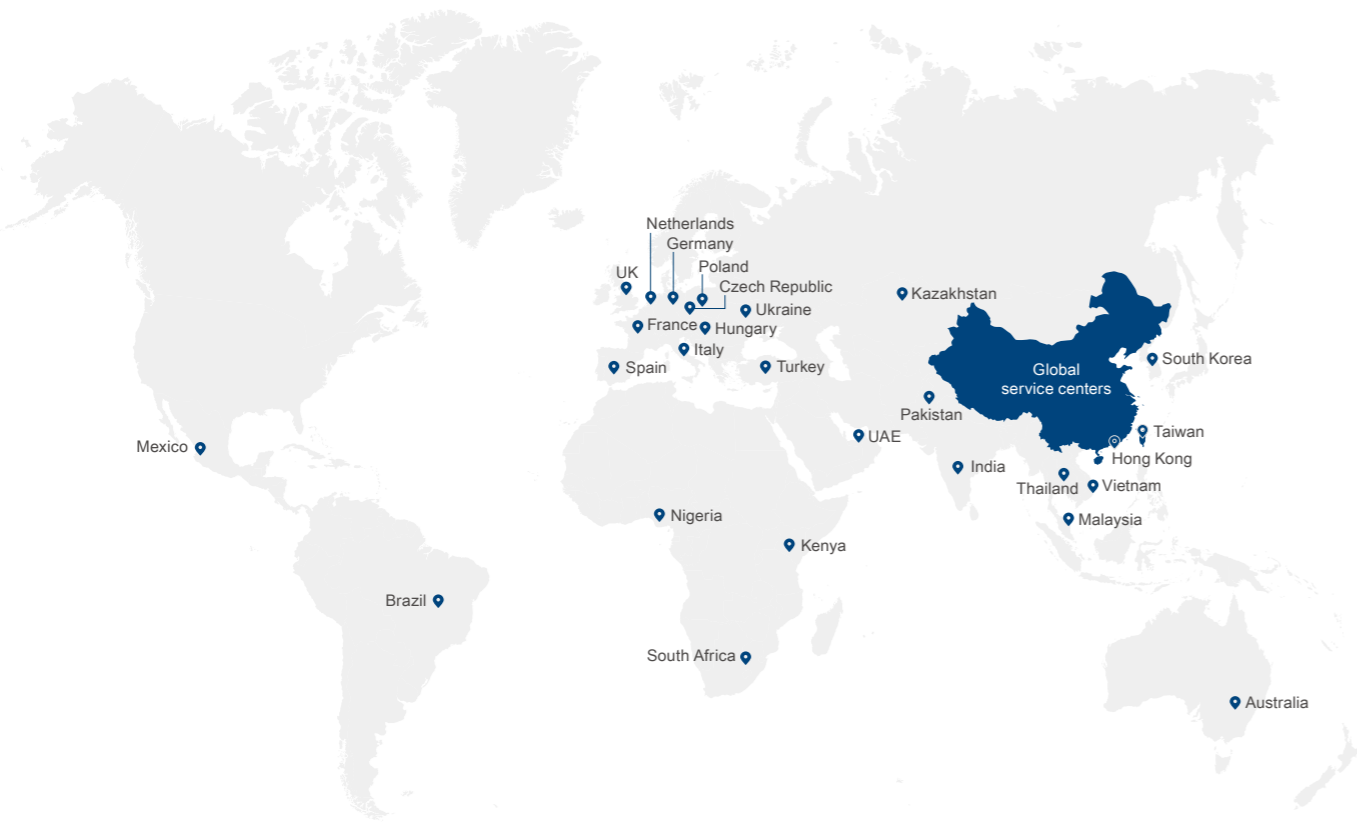 Netherlands
Germany
Poland
UK
Czech Republic
Kazakhstan
Ukraine
France
Hungary
Italy
South Korea
Spain
Turkey
Global
service centers
Pakistan
Taiwan
UAE
Mexico
Hong Kong
India
Thailand
Vietnam
Nigeria
Malaysia
Kenya
Brazil
South Africa
Australia